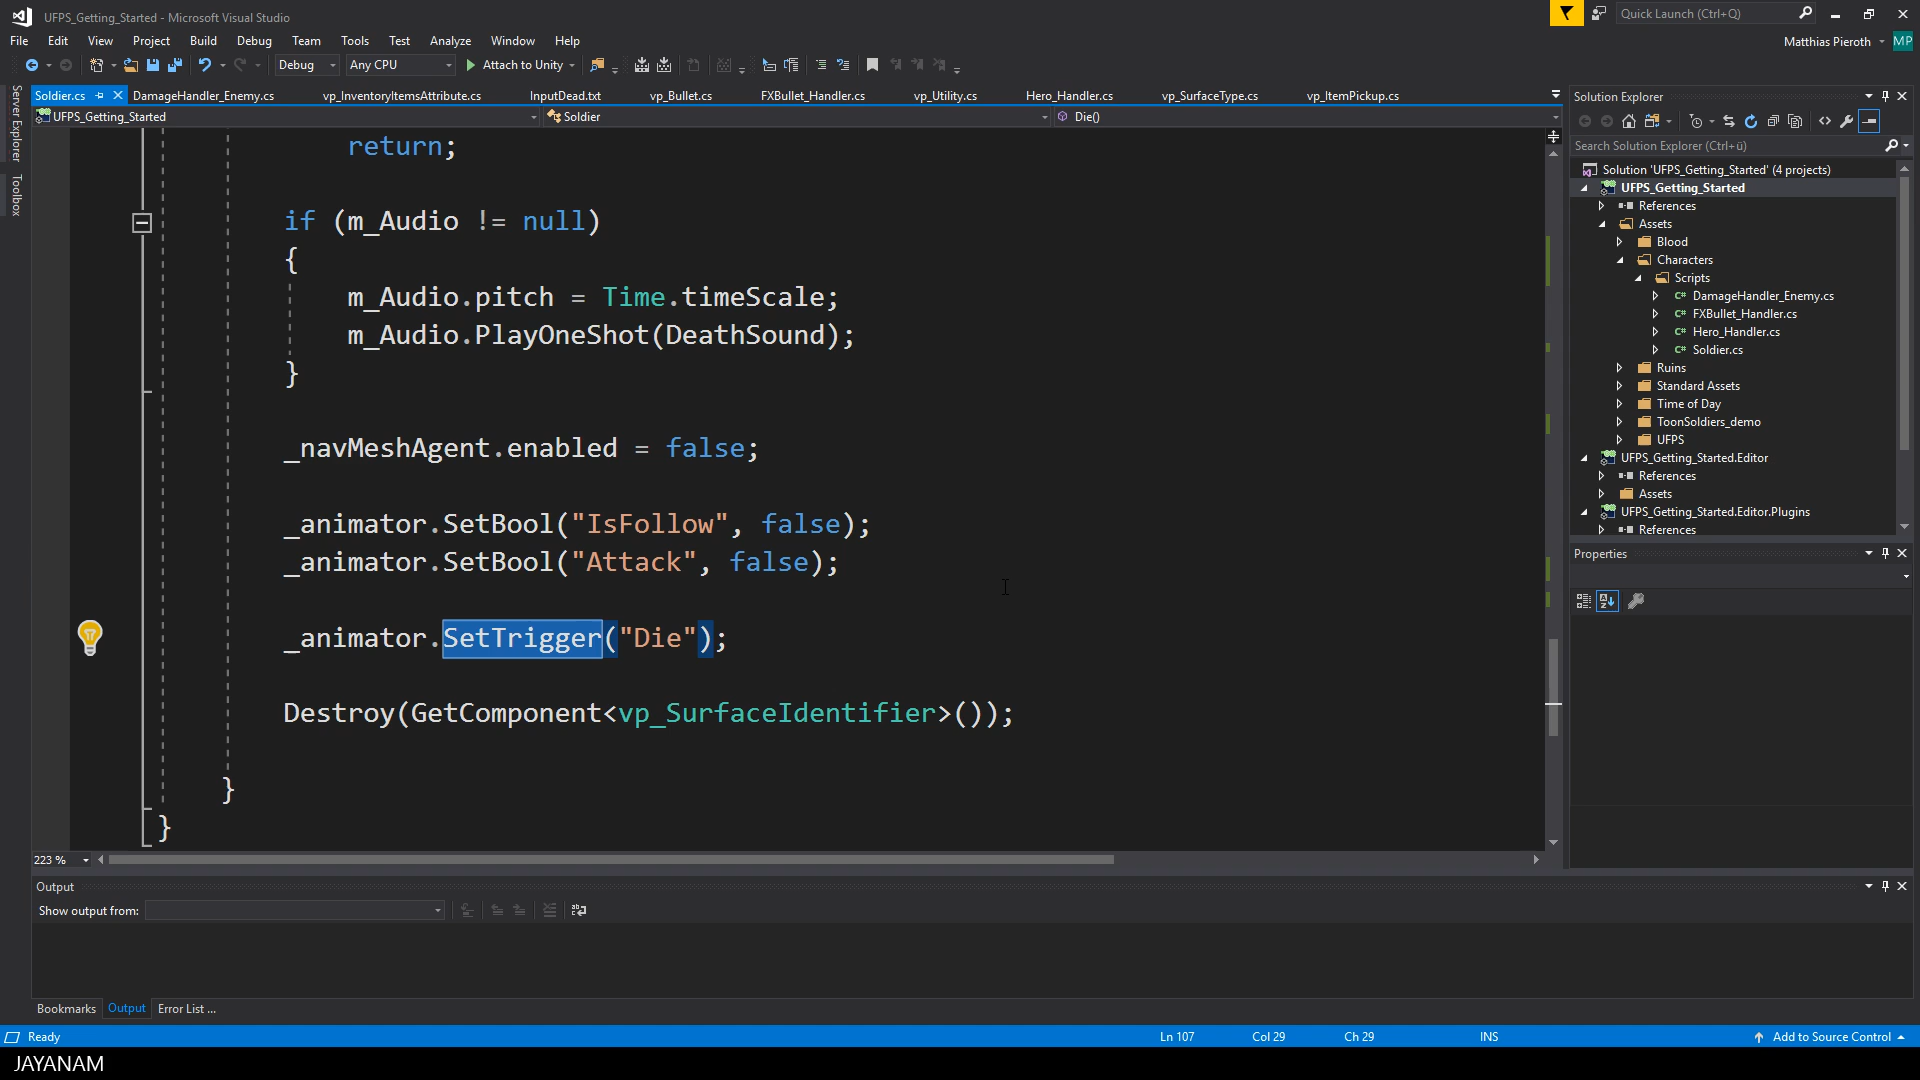 UFPS_Getting_Started - Microsoft Visual Studio
Quick Launch (Ctrl+Q)
File Edit View Project Build Debug Team Tools Test Analyze Window Help
Matthias Pieroth MP
Debug Any CPU Attach to Unity
Server Explorer
Toolbox
Soldier.cs DamageHandler_Enemy.cs vp_InventoryItemsAttribute.cs InputDead.txt vp_Bullet.cs FXBullet_Handler.cs vp_Utility.cs Hero_Handler.cs vp_SurfaceType.cs vp_ItemPickup.cs
UFPS_Getting_Started Soldier Die()
return;
if (m_Audio != null)
{
m_Audio.pitch = Time.timeScale;
m_Audio.PlayOneShot(DeathSound);
}
_navMeshAgent.enabled = false;
_animator.SetBool("IsFollow", false);
_animator.SetBool("Attack", false);
_animator.SetTrigger("Die");
Destroy(GetComponent<vp_SurfaceIdentifier>());
}
}
223 %
Solution Explorer
Search Solution Explorer (Ctrl+ü)
Solution 'UFPS_Getting_Started' (4 projects)
UFPS_Getting_Started
References
Assets
Blood
Characters
Scripts
C# DamageHandler_Enemy.cs
C# FXBullet_Handler.cs
C# Hero_Handler.cs
C# Soldier.cs
Ruins
Standard Assets
Time of Day
ToonSoldiers_demo
UFPS
UFPS_Getting_Started.Editor
References
Assets
UFPS_Getting_Started.Editor.Plugins
References
Properties
Output
Show output from:
Bookmarks Output Error List ...
Ready Ln 107 Col 29 Ch 29 INS Add to Source Control
JAYANAM